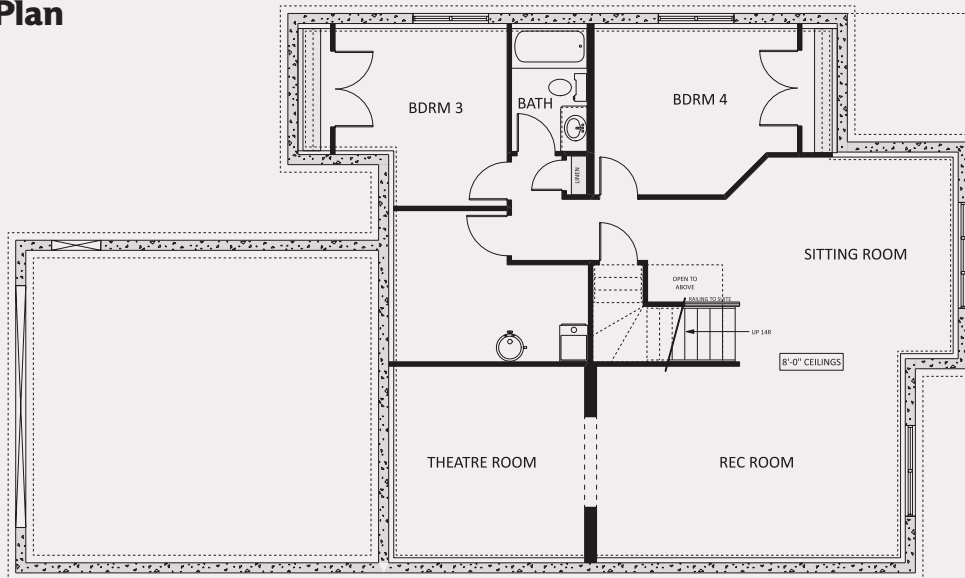 Plan
BDRM 3
BATH
BDRM 4
LINEN
SITTING ROOM
OPEN TO
ABOVE
RAILING TO SUITE
UP 14R
8'-0" CEILINGS
THEATRE ROOM
REC ROOM